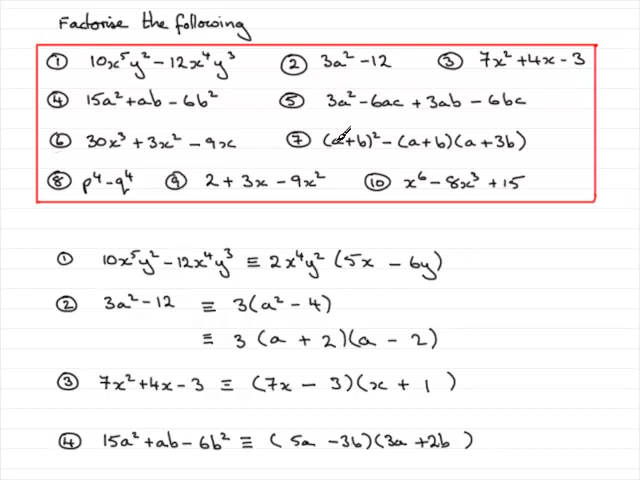 Factorise the following
① 10x⁵y² − 12x⁴y³ ② 3a² − 12 ③ 7x² + 4x − 3
④ 15a² + ab − 6b² ⑤ 3a² − 6ac + 3ab − 6bc
⑥ 30x³ + 3x² − 9x ⑦ (a+b)² − (a+b)(a+3b)
⑧ p⁴ − q⁴ ⑨ 2 + 3x − 9x² ⑩ x⁶ − 8x³ + 15
① 10x⁵y² − 12x⁴y³ ≡ 2x⁴y² (5x − 6y)
② 3a² − 12 ≡ 3(a² − 4)
≡ 3 (a + 2)(a − 2)
③ 7x² + 4x − 3 ≡ (7x − 3)(x + 1 )
④ 15a² + ab − 6b² ≡ ( 5a − 3b)(3a + 2b )